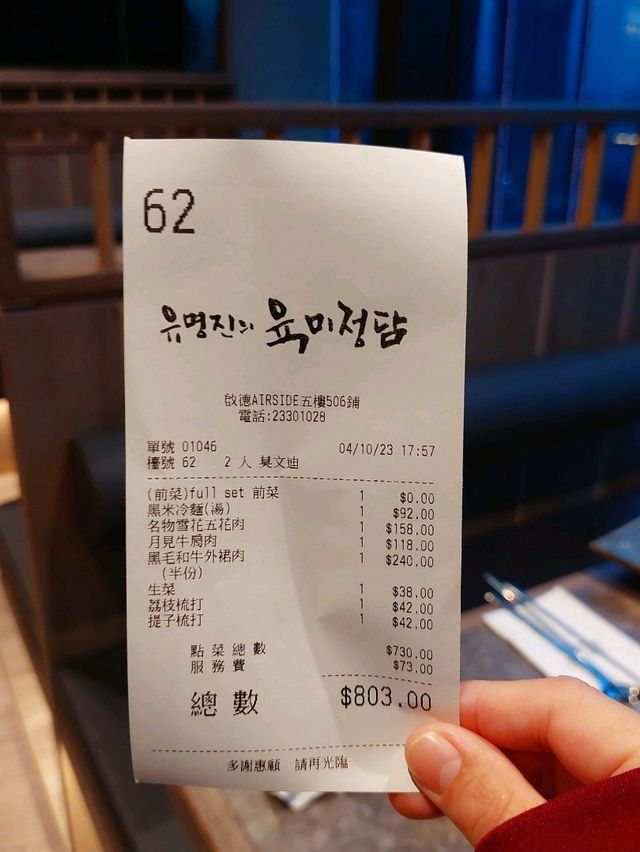 62
유명진의 육미정담
啟德AIRSIDE五樓506鋪
電話:23301028
單號 01046 04/10/23 17:57
檯號 62 2 人 吳文迪
(前菜)full set 前菜 1 $0.00
黑米冷麵(湯) 1 $92.00
名物雪花五花肉 1 $158.00
月見牛肩肉 1 $118.00
黑毛和牛外裙肉 1 $240.00
(半份)
生菜 1 $38.00
荔枝梳打 1 $42.00
提子梳打 1 $42.00
點菜總數 $730.00
服務費 $73.00
總數 $803.00
多謝惠顧 請再光臨